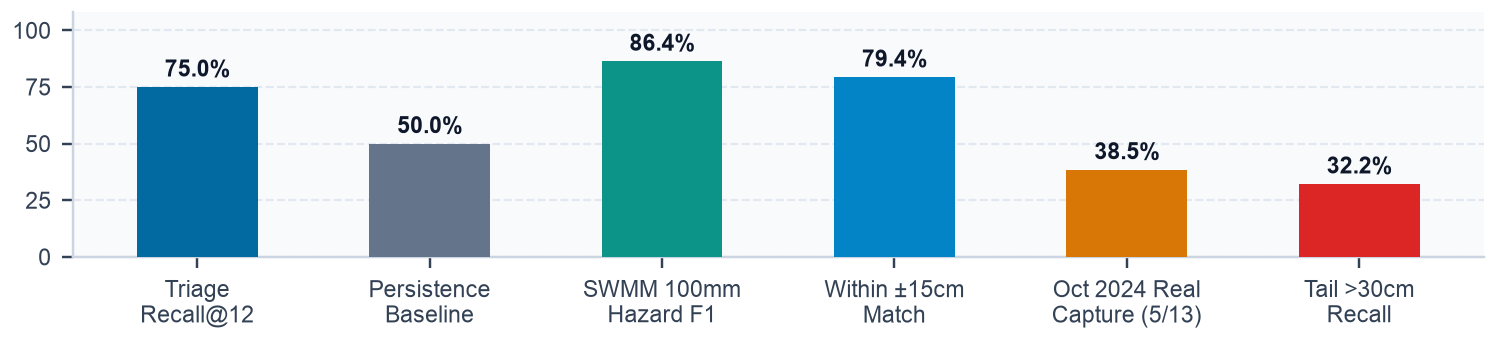 100
75
50
25
0
75.0%
50.0%
86.4%
79.4%
38.5%
32.2%
Triage
Recall@12
Persistence
Baseline
SWMM 100mm
Hazard F1
Within ±15cm
Match
Oct 2024 Real
Capture (5/13)
Tail >30cm
Recall